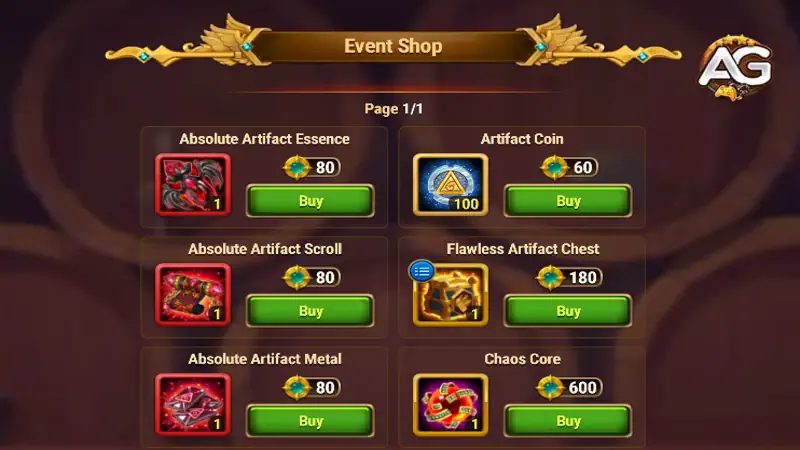 Event Shop
AG
Page 1/1
Absolute Artifact Essence
80
1
Buy
Artifact Coin
60
100
Buy
Absolute Artifact Scroll
80
1
Buy
Flawless Artifact Chest
180
1
Buy
Absolute Artifact Metal
80
1
Buy
Chaos Core
600
1
Buy